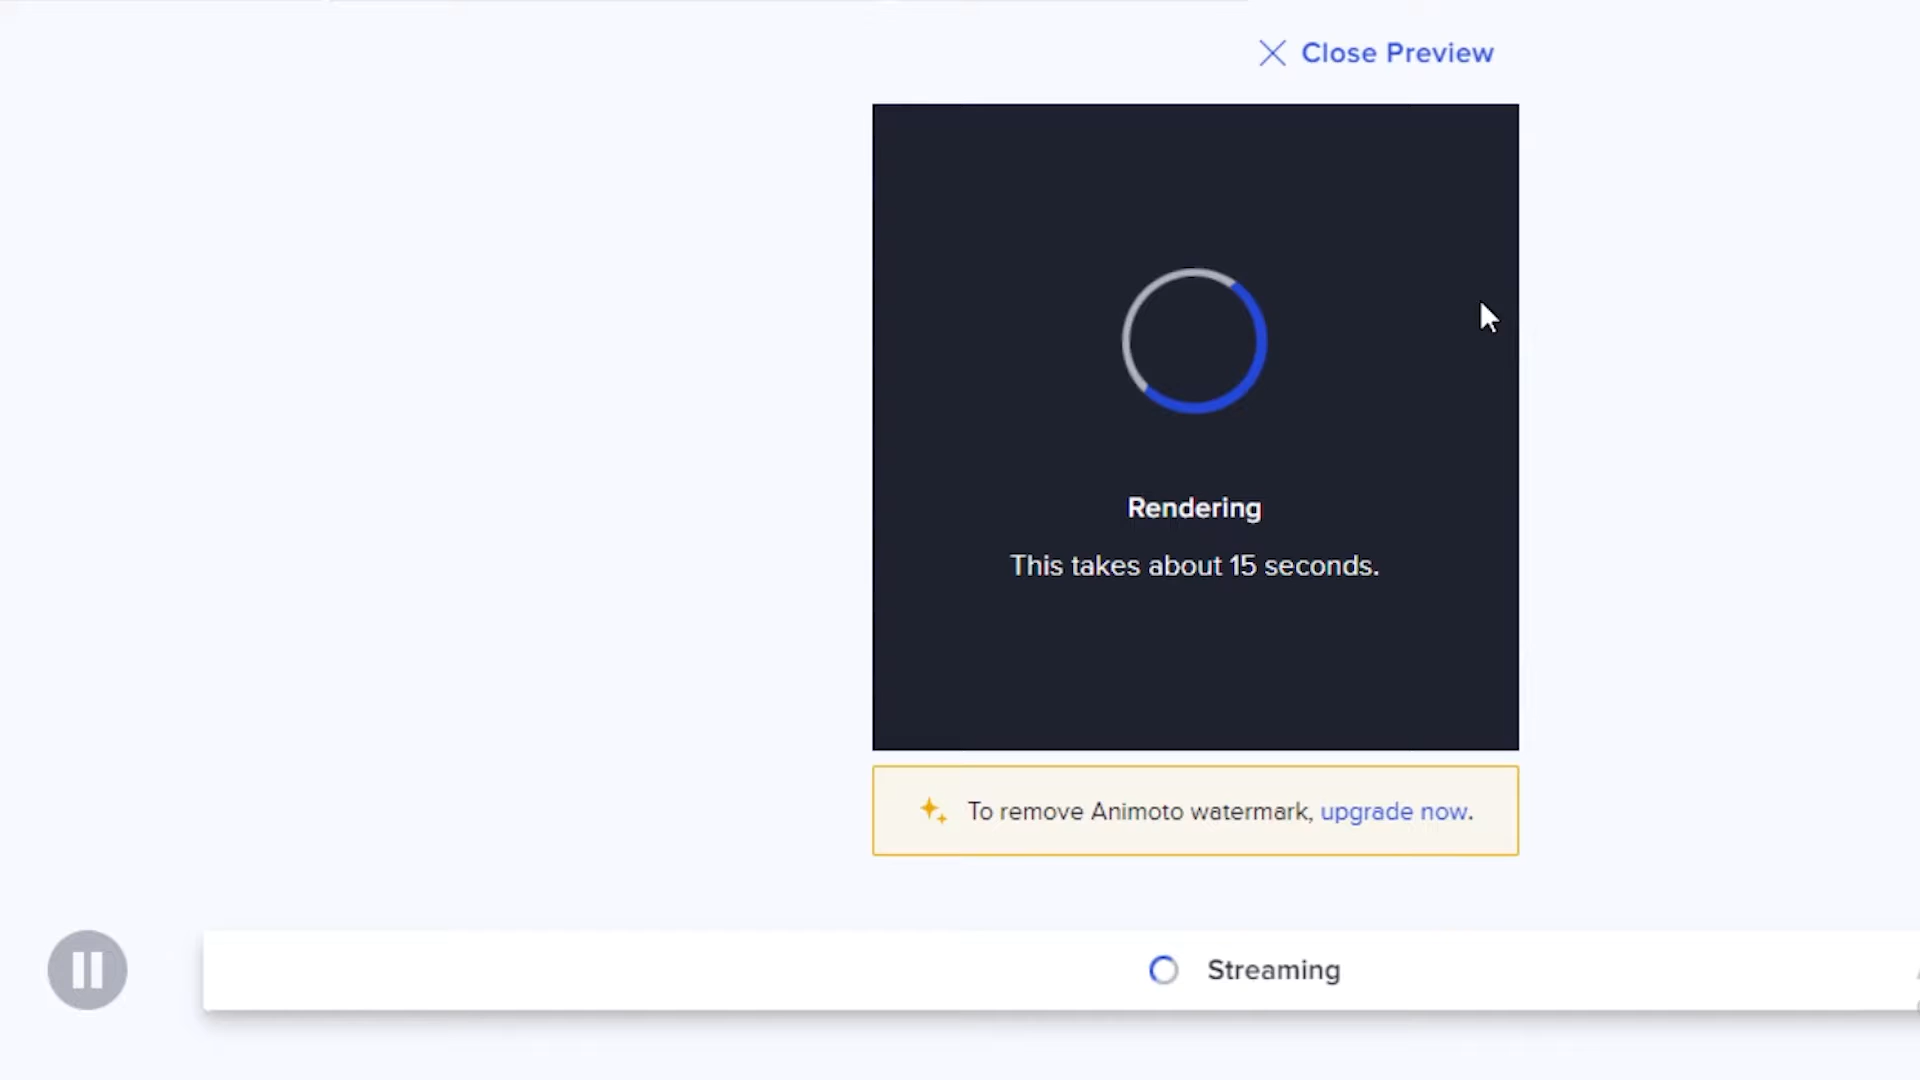 Close Preview
Rendering
This takes about 15 seconds.
To remove Animoto watermark, upgrade now.
Streaming